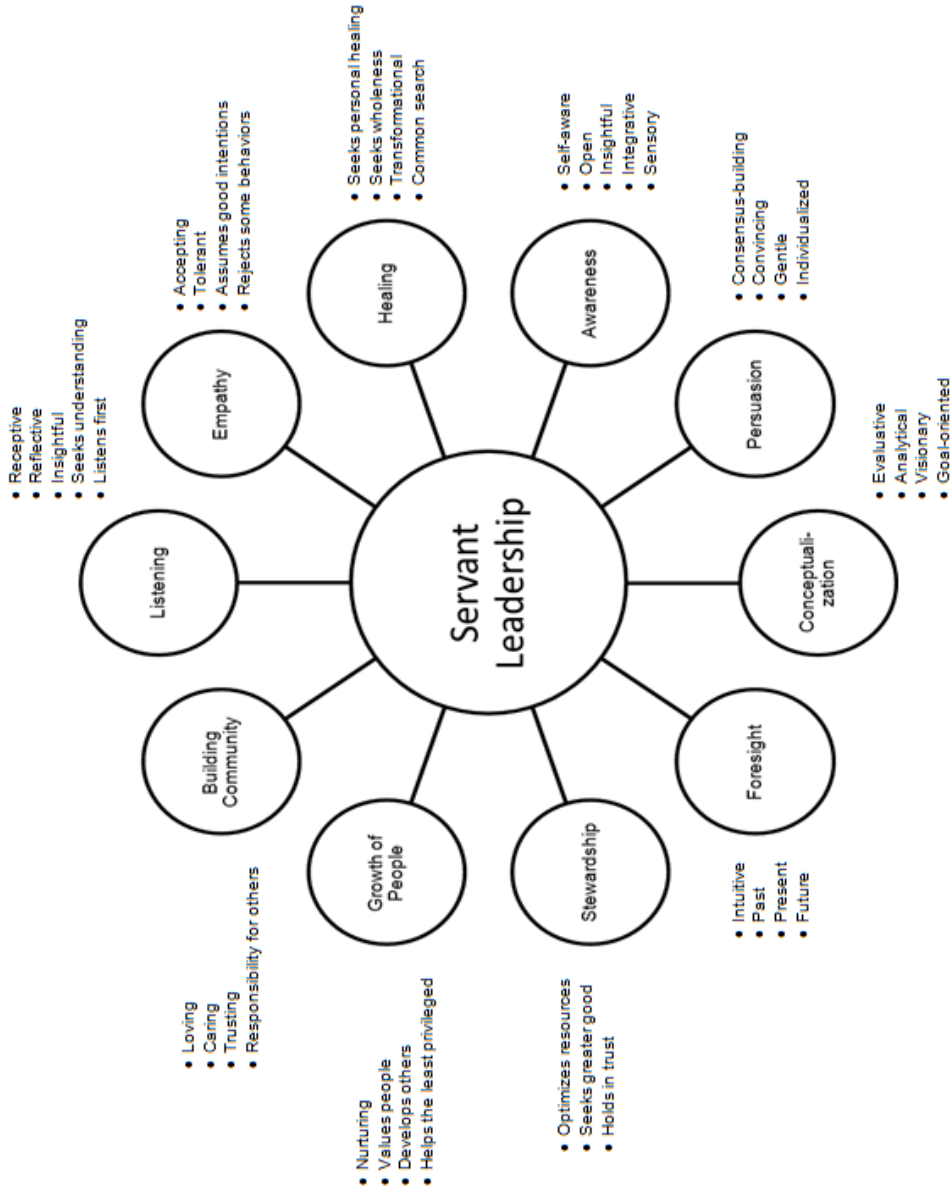 Servant
Leadership
Listening
• Receptive
• Reflective
• Insightful
• Seeks understanding
• Listens first
Empathy
• Accepting
• Tolerant
• Assumes good intentions
• Rejects some behaviors
Healing
• Seeks personal healing
• Seeks wholeness
• Transformational
• Common search
Awareness
• Self-aware
• Open
• Insightful
• Integrative
• Sensory
Persuasion
• Consensus-building
• Convincing
• Gentle
• Individualized
Conceptuali-
zation
• Evaluative
• Analytical
• Visionary
• Goal-oriented
Foresight
• Intuitive
• Past
• Present
• Future
Stewardship
• Optimizes resources
• Seeks greater good
• Holds in trust
Growth of
People
• Nurturing
• Values people
• Develops others
• Helps the least privileged
Building
Community
• Loving
• Caring
• Trusting
• Responsibility for others